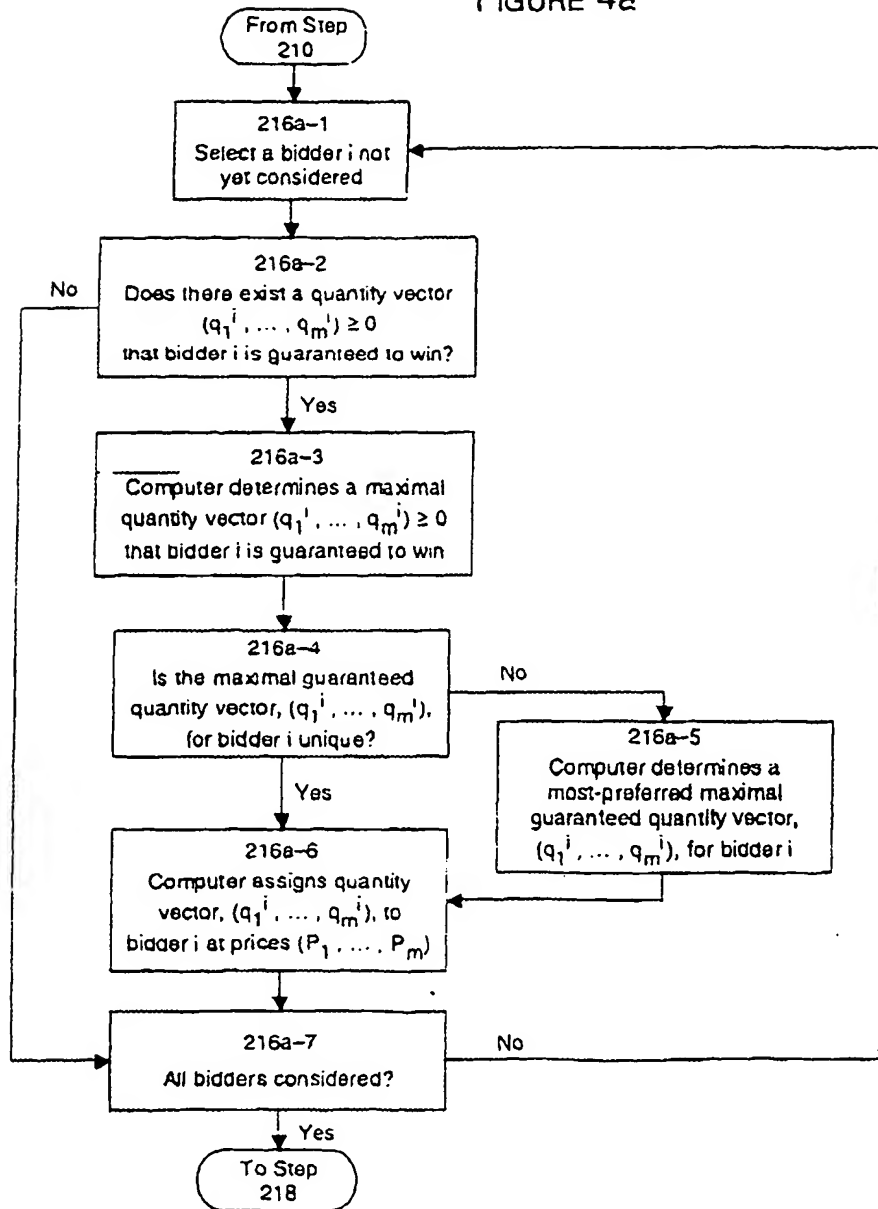 FIGURE 4a
From Step
210
216a-1
Select a bidder i not
yet considered
216a-2
Does there exist a quantity vector
(q₁ⁱ, ... , qₘⁱ) ≥ 0
that bidder i is guaranteed to win?
No
Yes
216a-3
Computer determines a maximal
quantity vector (q₁ⁱ, ... , qₘⁱ) ≥ 0
that bidder i is guaranteed to win
216a-4
Is the maximal guaranteed
quantity vector, (q₁ⁱ, ... , qₘⁱ),
for bidder i unique?
No
Yes
216a-5
Computer determines a
most-preferred maximal
guaranteed quantity vector,
(q₁ⁱ, ... , qₘⁱ), for bidder i
216a-6
Computer assigns quantity
vector, (q₁ⁱ, ... , qₘⁱ), to
bidder i at prices (P₁, ... , Pₘ)
216a-7
All bidders considered?
No
Yes
To Step
218